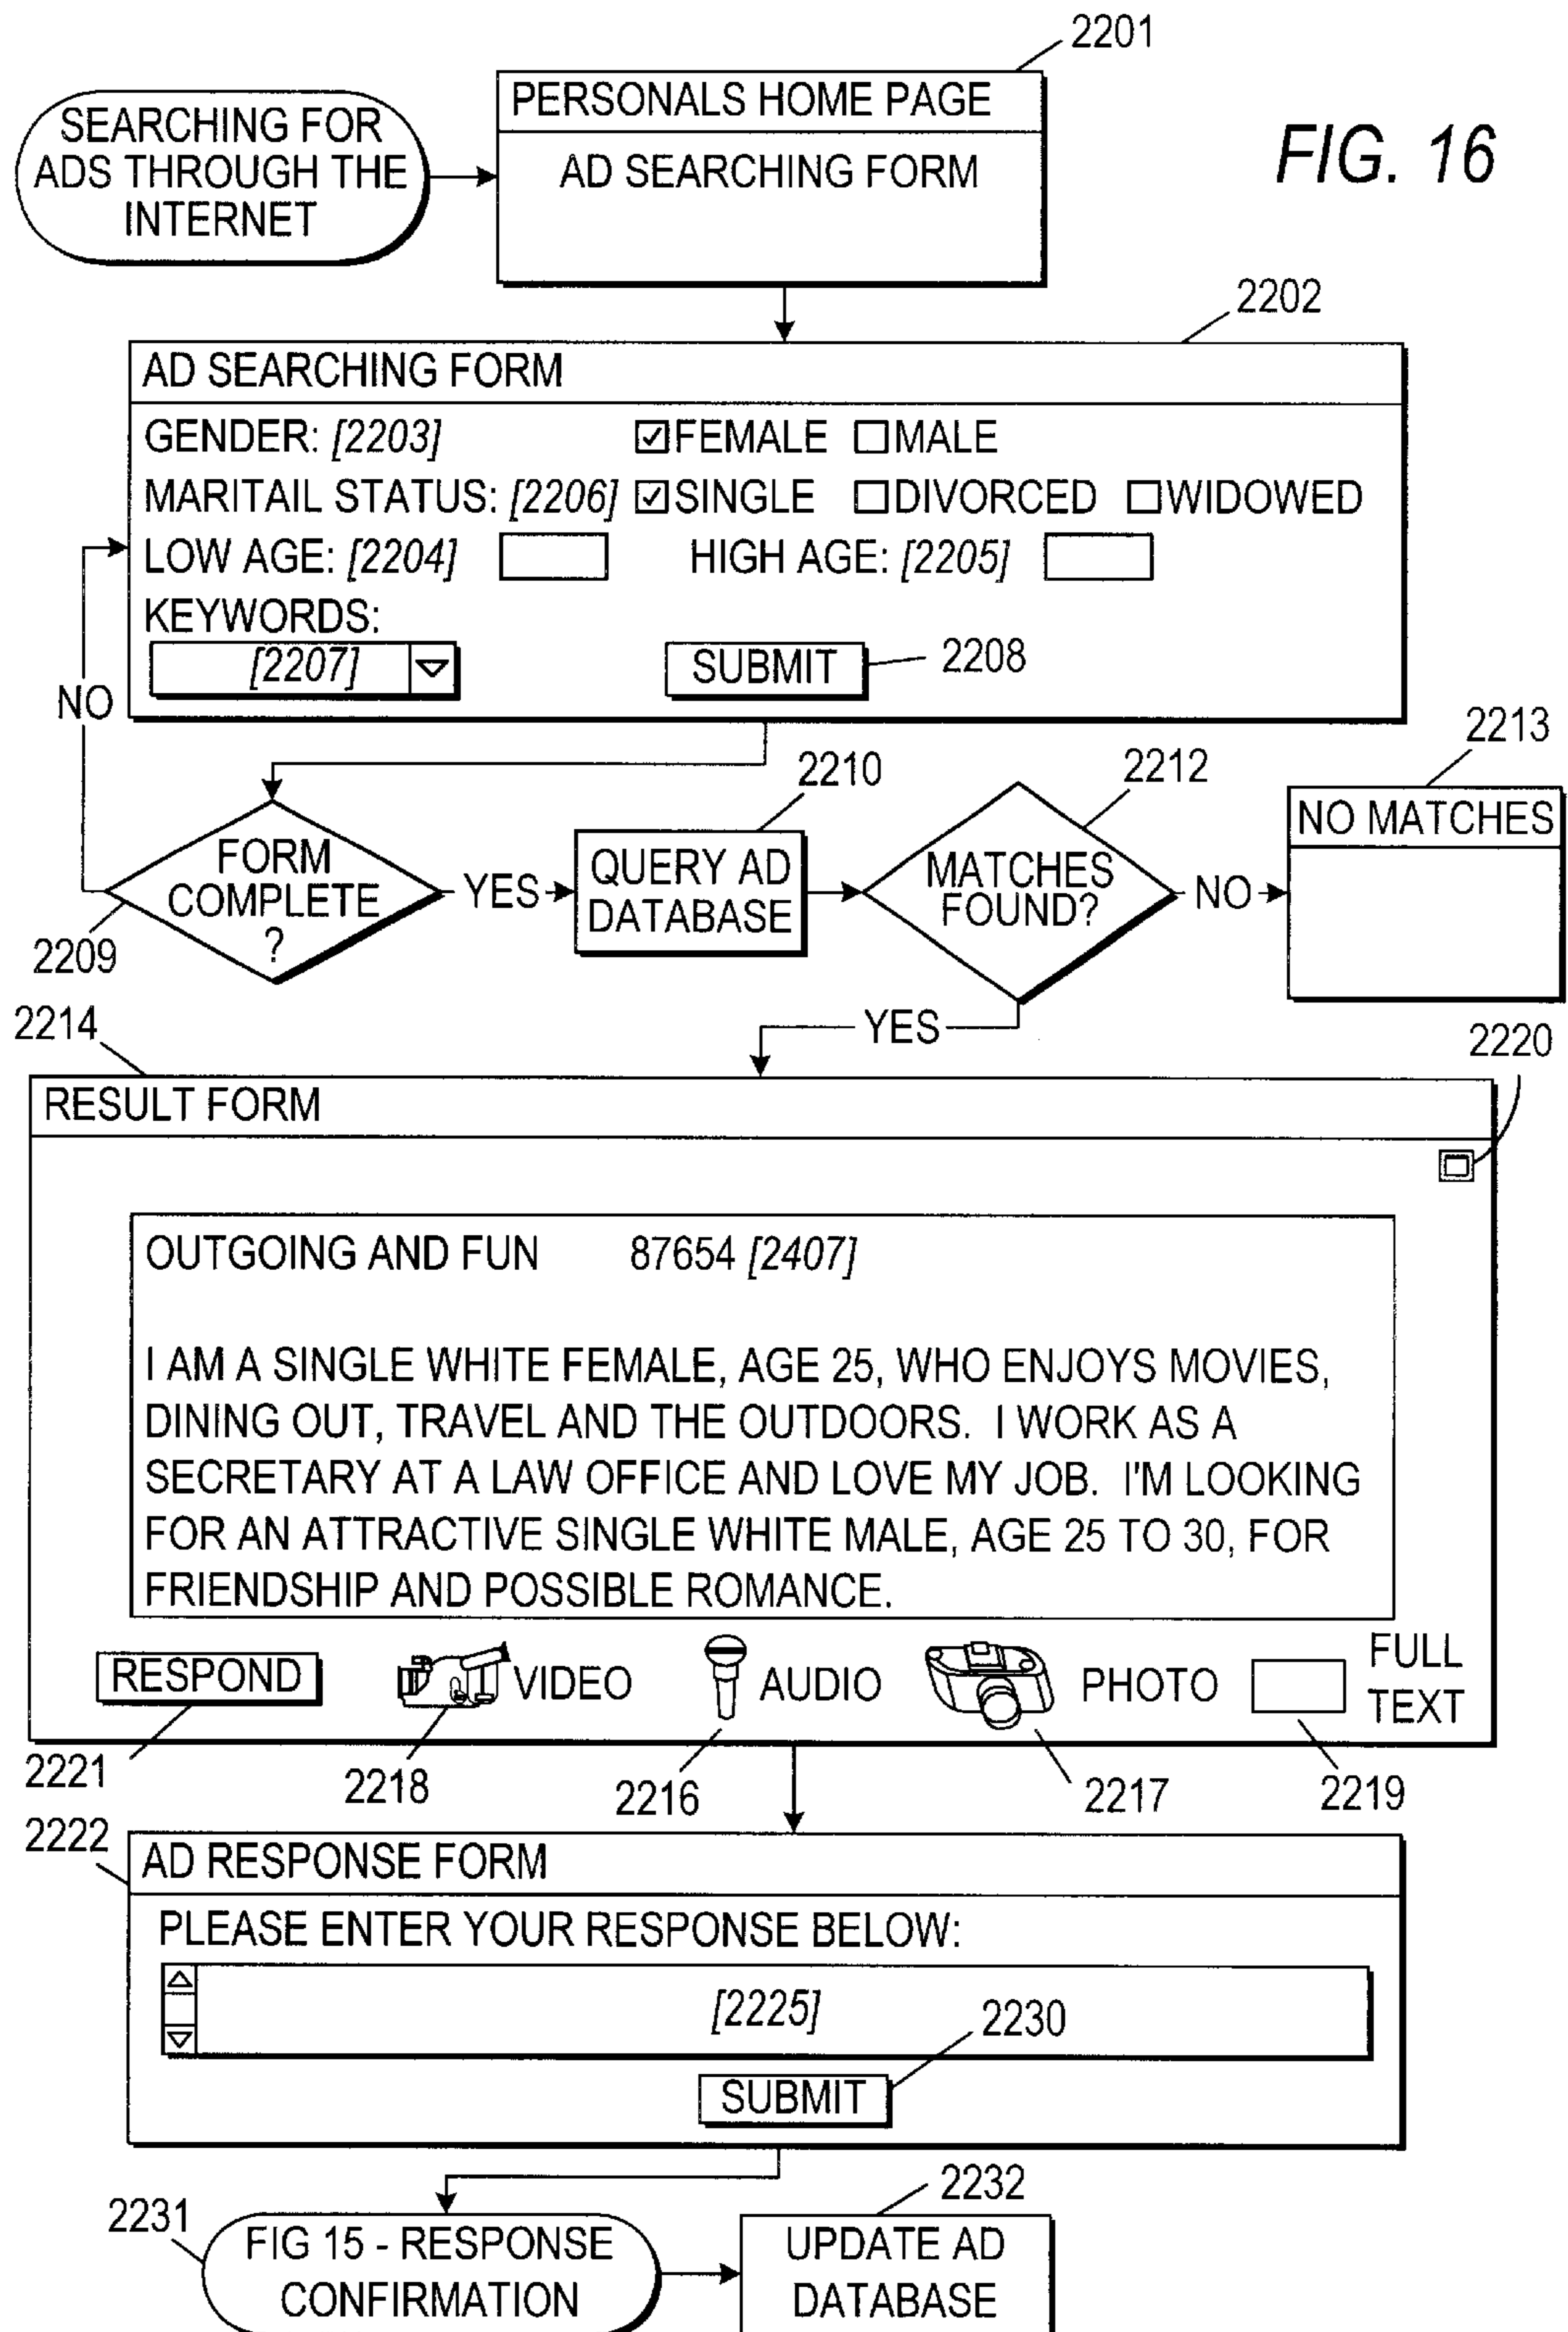 2201
PERSONALS HOME PAGE
SEARCHING FOR
ADS THROUGH THE
INTERNET
AD SEARCHING FORM
FIG. 16
2202
AD SEARCHING FORM
GENDER: [2203] FEMALE MALE
MARITAIL STATUS: [2206] SINGLE DIVORCED WIDOWED
LOW AGE: [2204] HIGH AGE: [2205]
KEYWORDS:
[2207] SUBMIT 2208
NO
2213
2210
2212
NO MATCHES
FORM
COMPLETE
?
YES
QUERY AD
DATABASE
MATCHES
FOUND?
NO
2209
YES
2214
2220
RESULT FORM
OUTGOING AND FUN 87654 [2407]
I AM A SINGLE WHITE FEMALE, AGE 25, WHO ENJOYS MOVIES,
DINING OUT, TRAVEL AND THE OUTDOORS. I WORK AS A
SECRETARY AT A LAW OFFICE AND LOVE MY JOB. I'M LOOKING
FOR AN ATTRACTIVE SINGLE WHITE MALE, AGE 25 TO 30, FOR
FRIENDSHIP AND POSSIBLE ROMANCE.
RESPOND VIDEO AUDIO PHOTO FULL
TEXT
2221 2218 2216 2217 2219
2222
AD RESPONSE FORM
PLEASE ENTER YOUR RESPONSE BELOW:
[2225]
2230
SUBMIT
2232
2231
FIG 15 - RESPONSE
CONFIRMATION
UPDATE AD
DATABASE